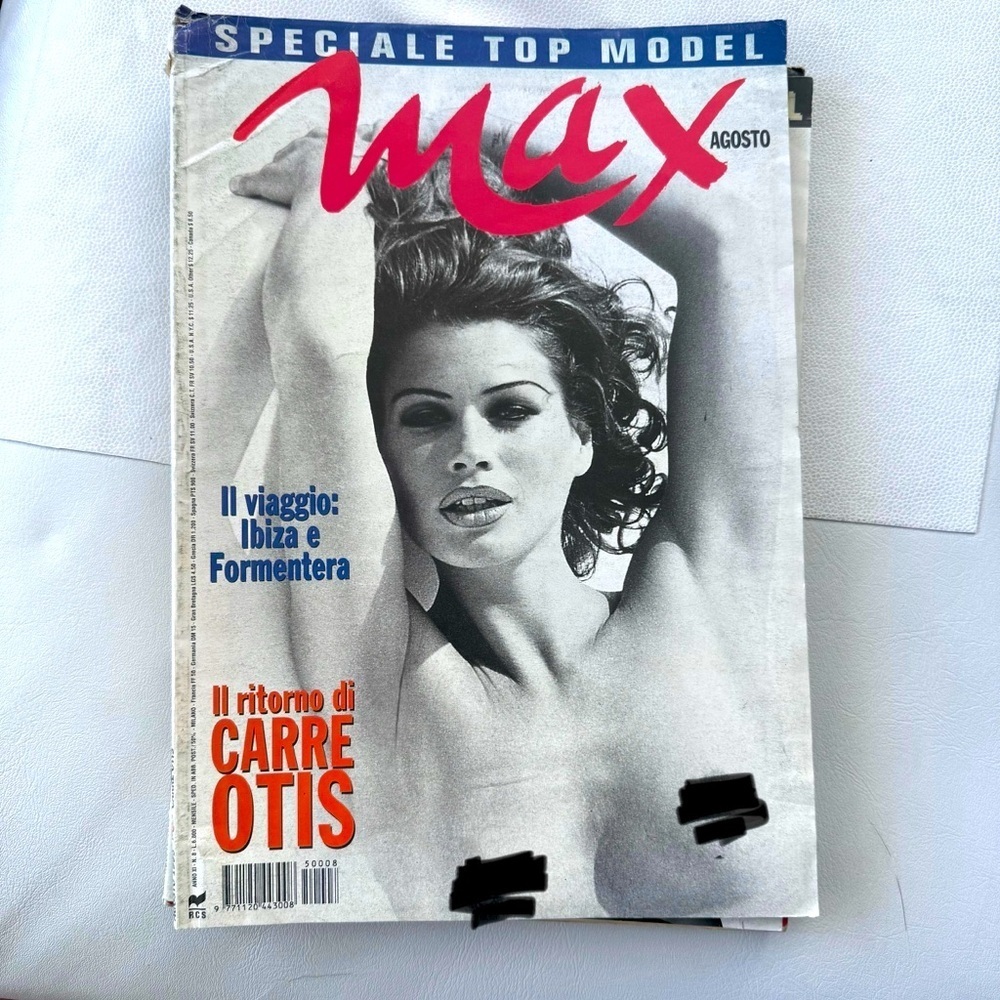 SPECIALE TOP MODEL
max
AGOSTO
Il viaggio:
Ibiza e
Formentera
Il ritorno di
CARRE
OTIS
50008
9 771120 443008
RCS